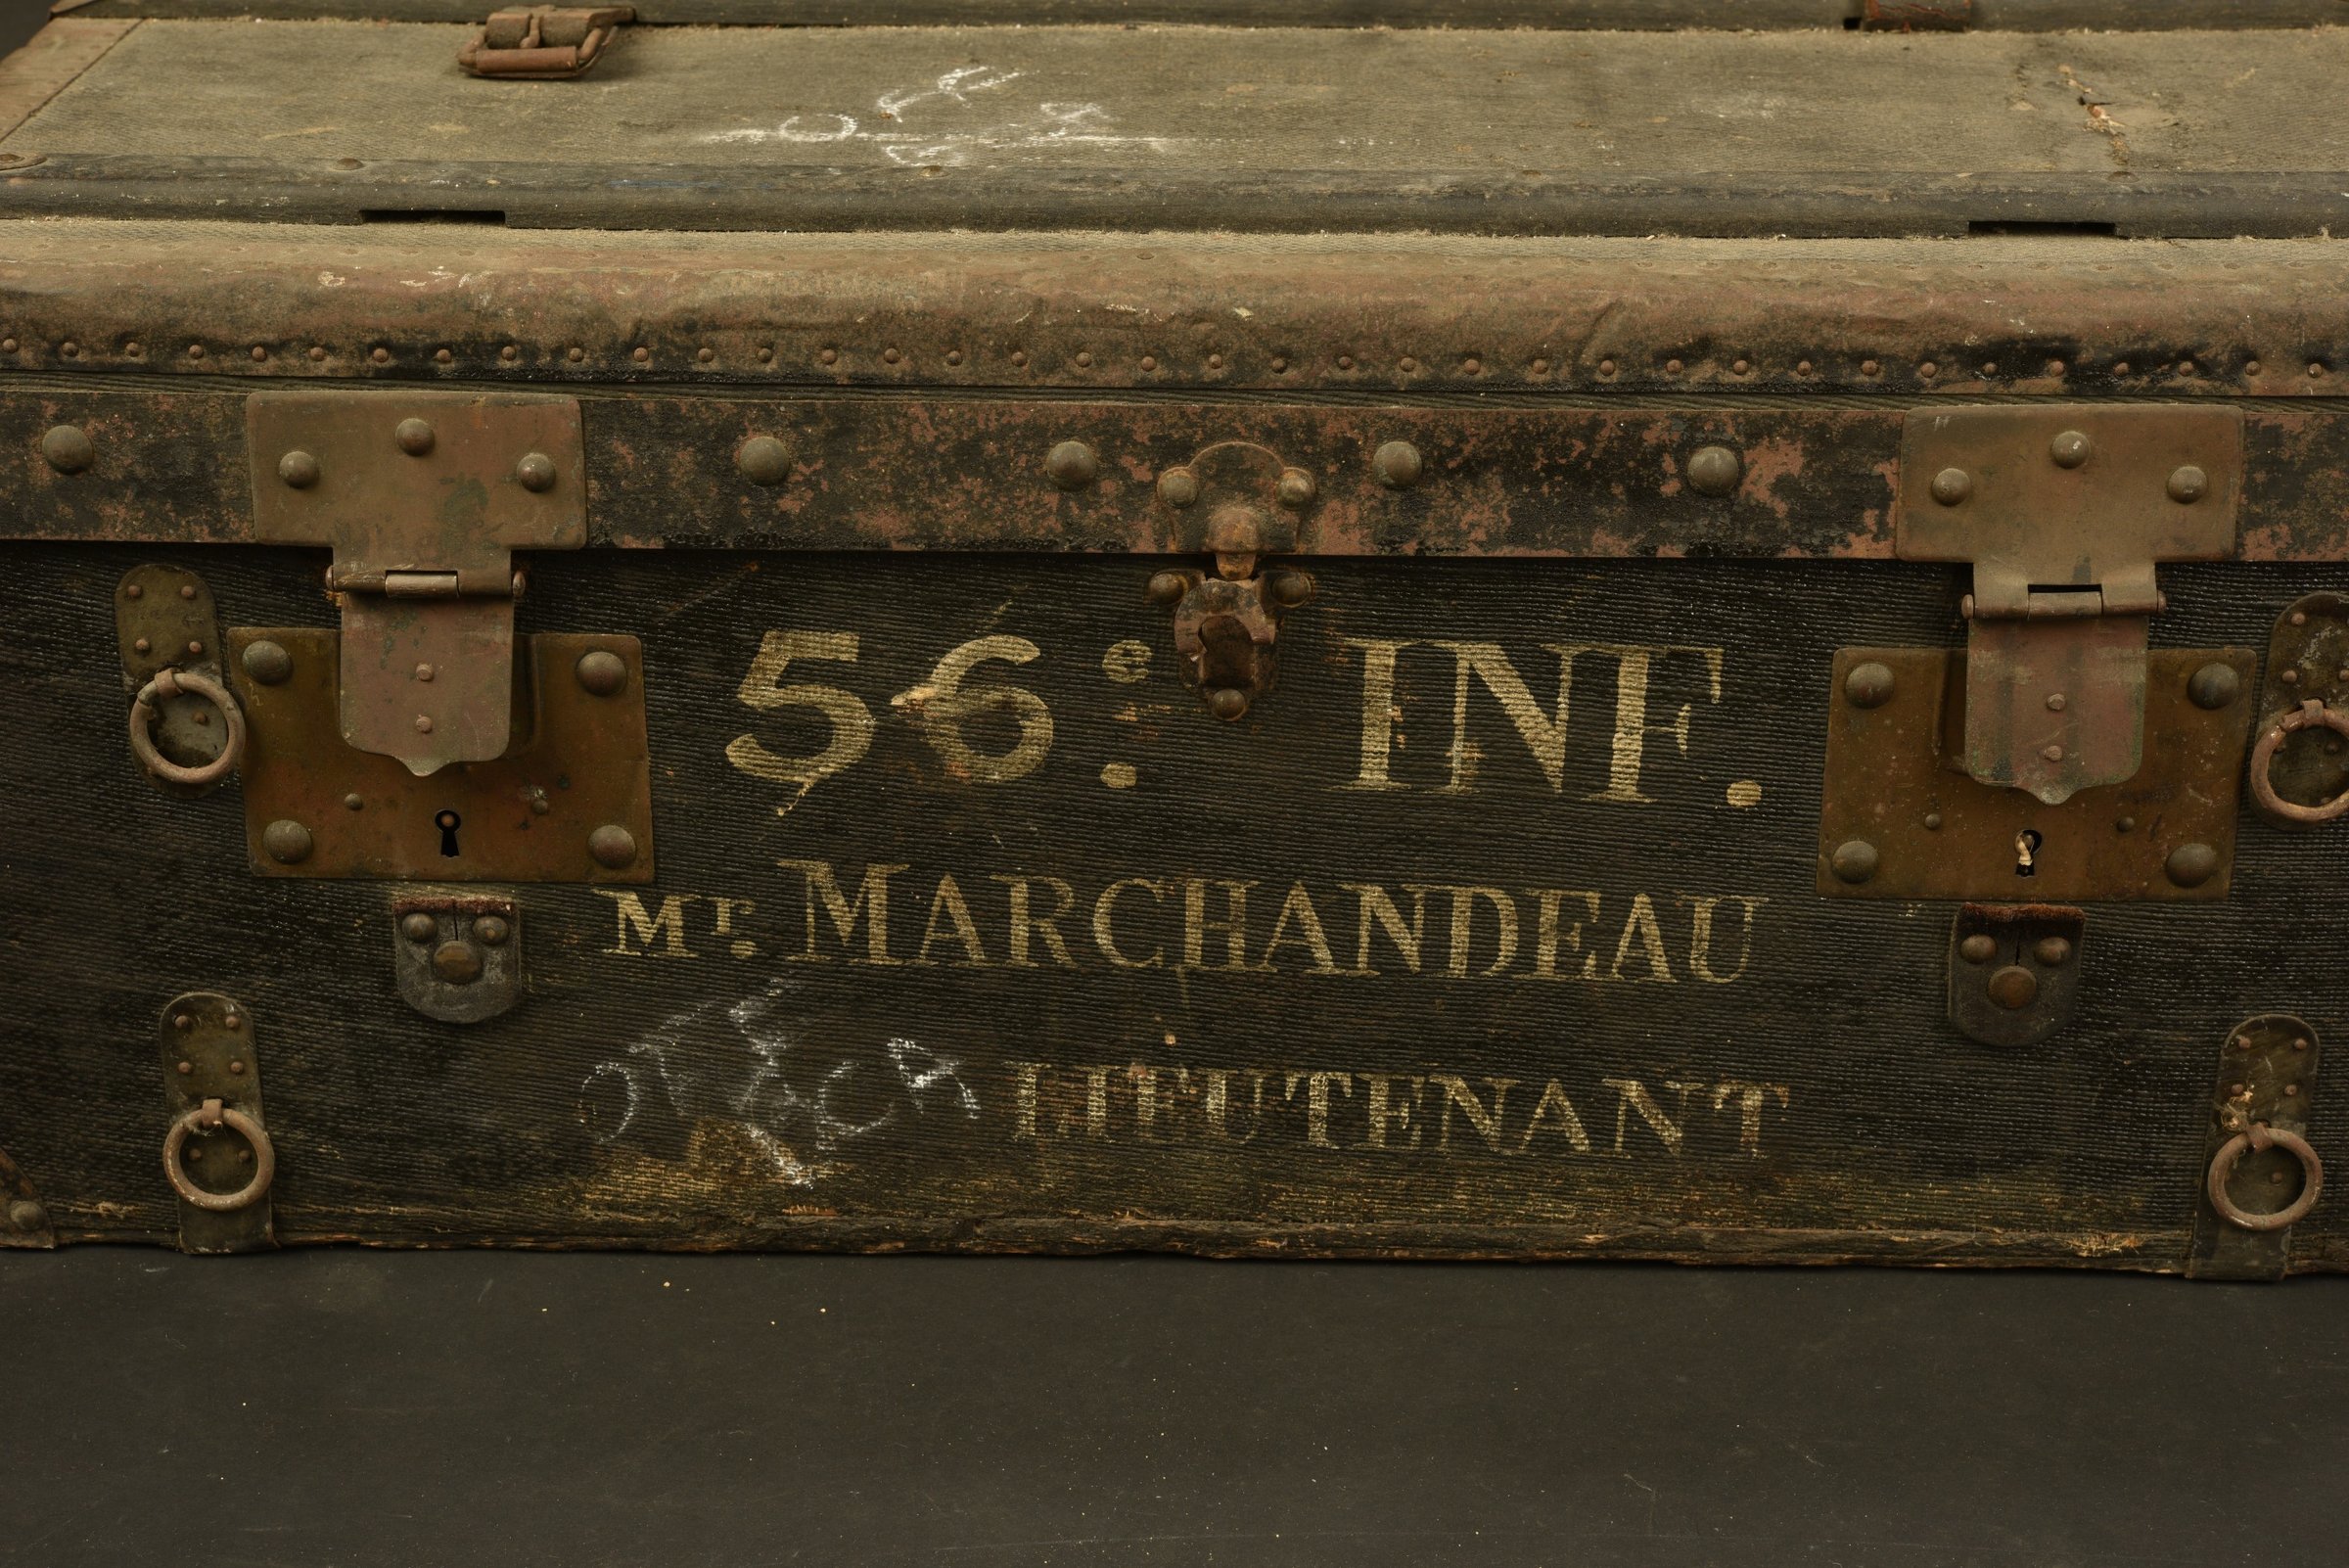 56e. INF.
Mr. MARCHANDEAU
LIEUTENANT